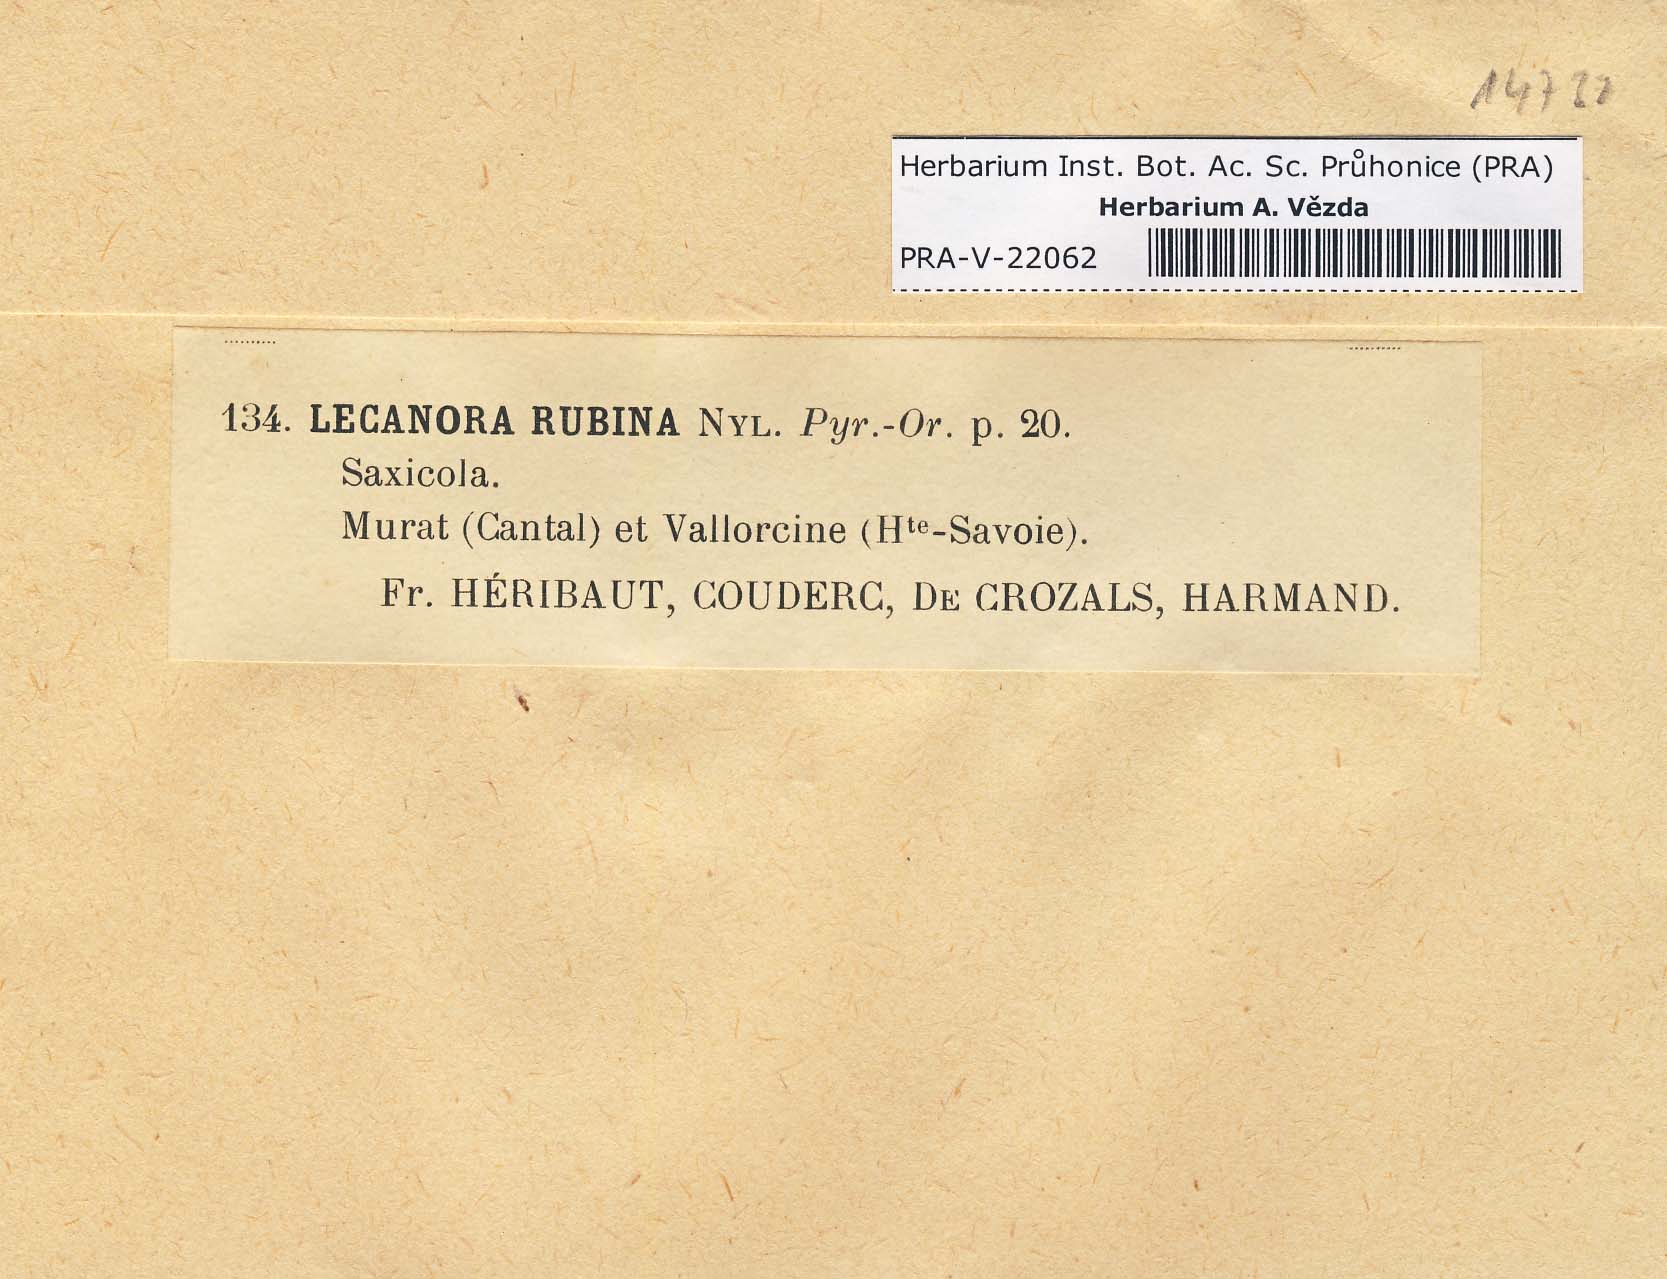 Herbarium Inst. Bot. Ac. Sc. Průhonice (PRA)
Herbarium A. Vězda
PRA-V-22062
134. LECANORA RUBINA NYL. Pyr.-Or. p. 20.
Saxicola.
Murat (Cantal) et Vallorcine (Hte-Savoie).
Fr. HÉRIBAUT, COUDERC, DE CROZALS, HARMAND.